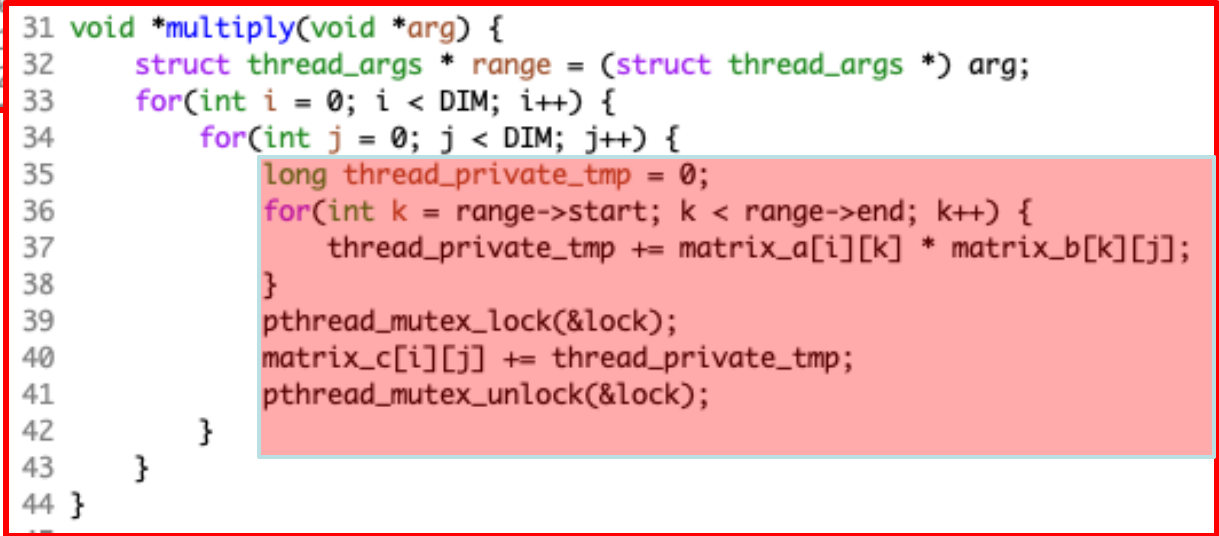 31 void *multiply(void *arg) {
32     struct thread_args * range = (struct thread_args *) arg;
33     for(int i = 0; i < DIM; i++) {
34         for(int j = 0; j < DIM; j++) {
35             long thread_private_tmp = 0;
36             for(int k = range->start; k < range->end; k++) {
37                 thread_private_tmp += matrix_a[i][k] * matrix_b[k][j];
38             }
39             pthread_mutex_lock(&lock);
40             matrix_c[i][j] += thread_private_tmp;
41             pthread_mutex_unlock(&lock);
42         }
43     }
44 }